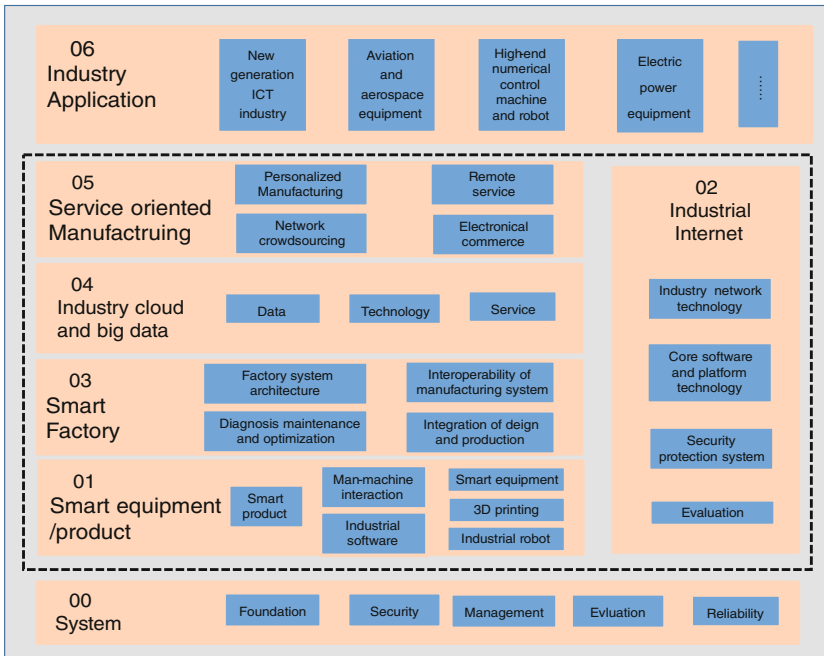 06
Industry
Application
New
generation
ICT
industry
Aviation
and
aerospace
equipment
High-end
numerical
control
machine
and robot
Electric
power
equipment
......
05
Service oriented
Manufactruing
Personalized
Manufacturing
Remote
service
Network
crowdsourcing
Electronical
commerce
04
Industry cloud
and big data
Data
Technology
Service
03
Smart
Factory
Factory system
architecture
Interoperability of
manufacturing system
Diagnosis maintenance
and optimization
Integration of deign
and production
01
Smart equipment
/product
Smart
product
Man-machine
interaction
Industrial
software
Smart equipment
3D printing
Industrial robot
02
Industrial
Internet
Industry network
technology
Core software
and platform
technology
Security
protection system
Evaluation
00
System
Foundation
Security
Management
Evluation
Reliability